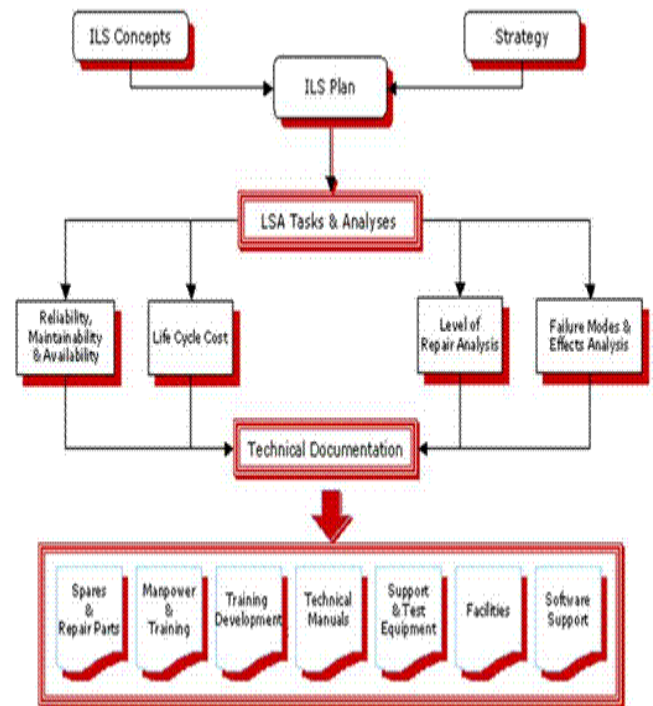 ILS Concepts
Strategy
ILS Plan
LSA Tasks & Analyses
Reliability,
Maintainability
& Availability
Life Cycle Cost
Level of
Repair Analysis
Failure Modes &
Effects Analysis
Technical Documentation
Spares
&
Repair Parts
Manpower
&
Training
Training
Development
Technical
Manuals
Support
& Test
Equipment
Facilities
Software
Support